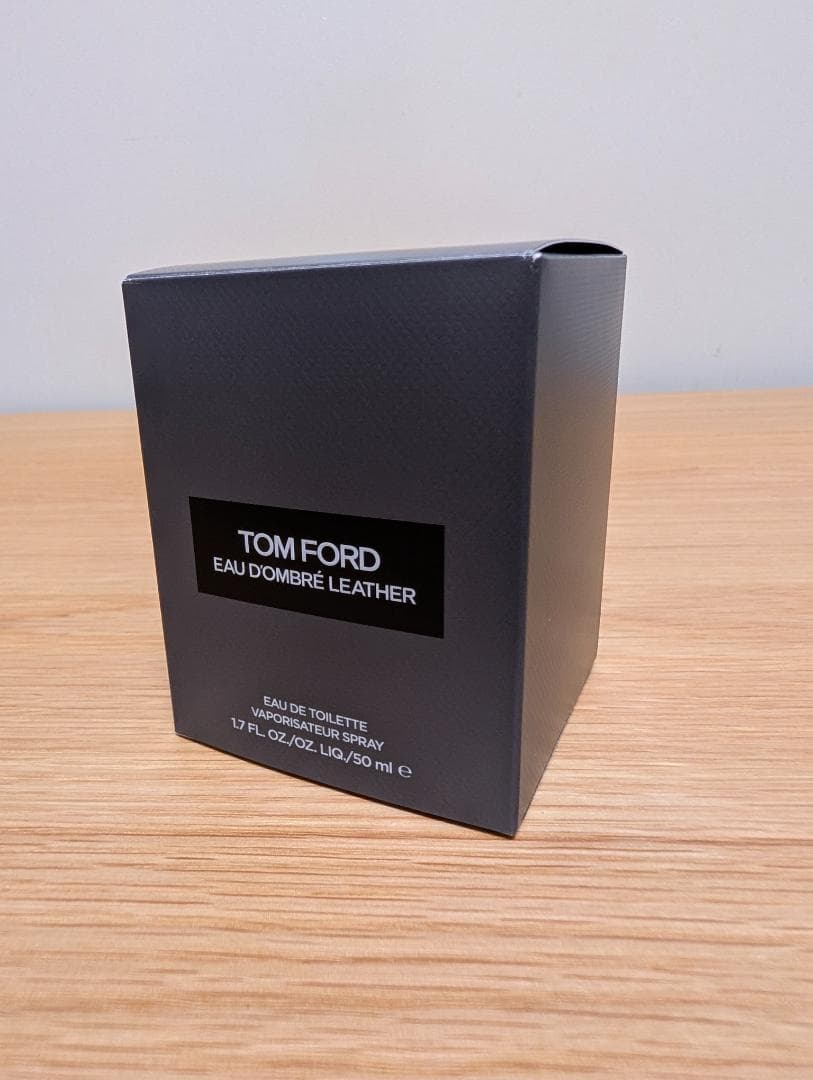 TOM FORD
EAU D'OMBRÉ LEATHER
EAU DE TOILETTE
VAPORISATEUR SPRAY
1.7 FL. OZ./OZ. LIQ./50 ml ℮